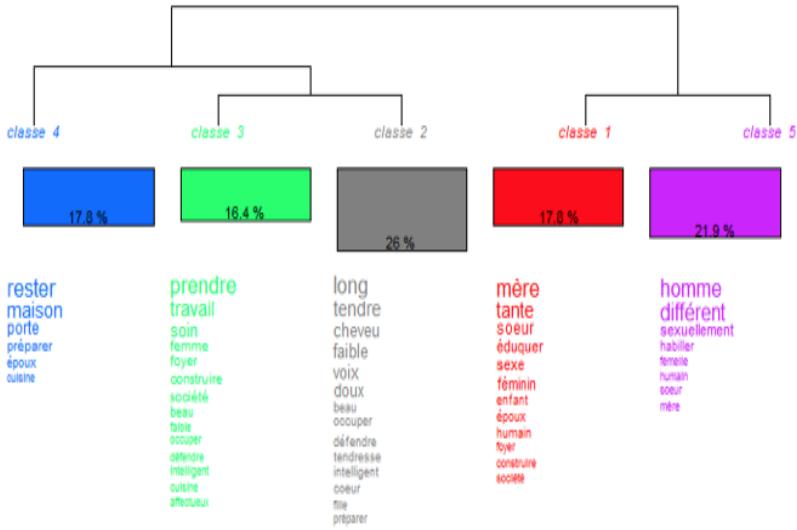 classe 4
classe 3
classe 2
classe 1
classe 5
17.8 %
16.4 %
26 %
17.8 %
21.9 %
rester
maison
porte
préparer
époux
cuisine
prendre
travail
soin
femme
foyer
construire
société
beau
faible
occuper
défendre
intelligent
cuisine
affectueux
long
tendre
cheveu
faible
voix
doux
beau
occuper
défendre
tendresse
intelligent
coeur
fille
préparer
mère
tante
soeur
éduquer
sexe
féminin
enfant
époux
humain
foyer
construire
société
homme
différent
sexuellement
habiller
femelle
humain
soeur
mère